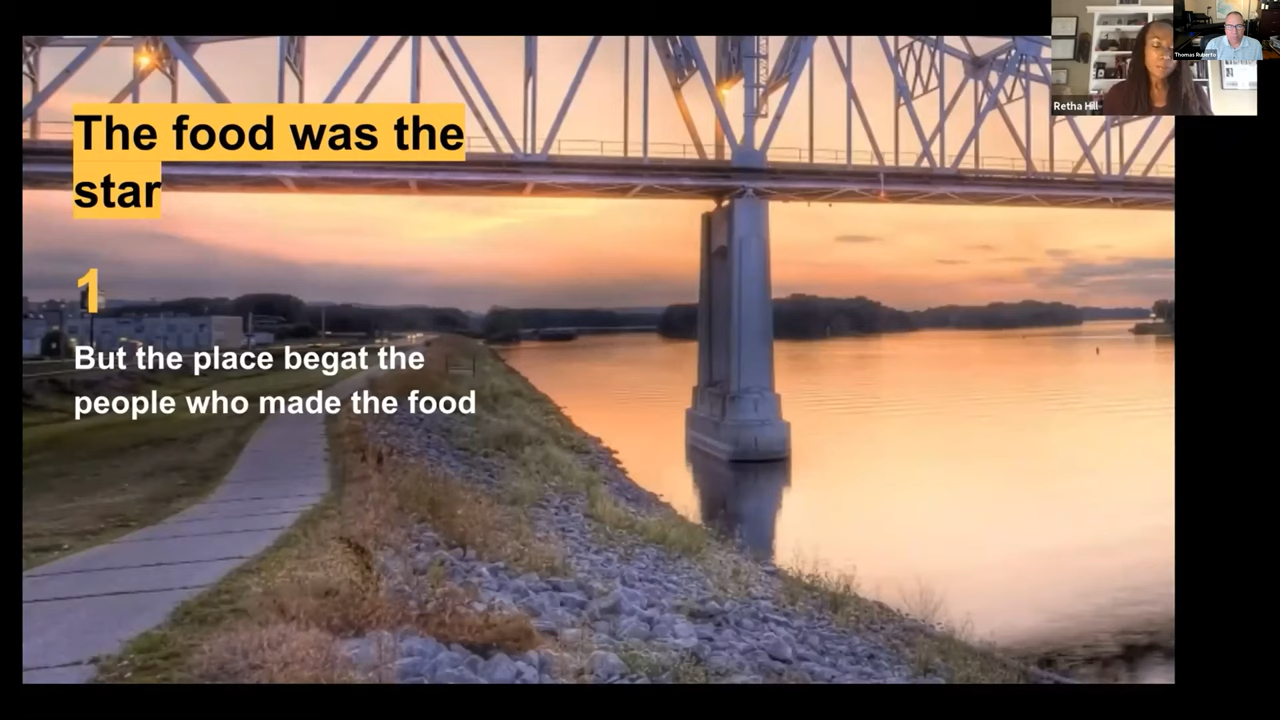 The food was the
star
1
But the place begat the
people who made the food
Retha Hill
Thomas Ruberto